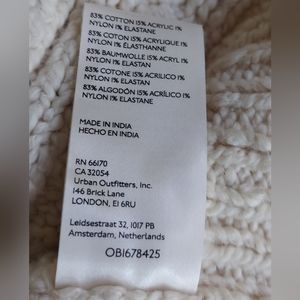 83% COTTON 15% ACRYLIC 1%
NYLON 1% ELASTANE
83% COTON 15% ACRYLIQUE 1%
NYLON 1% ÉLASTHANNE
83% BAUMWOLLE 15% ACRYL 1%
NYLON 1% ELASTAN
83% COTONE 15% ACRILICO 1%
NYLON 1% ELASTAN
83% ALGODÓN 15% ACRÍLICO 1%
NYLON 1% ELASTANE
MADE IN INDIA
HECHO EN INDIA
RN 66170
CA 32054
Urban Outfitters, Inc.
146 Brick Lane
LONDON, E1 6RU
Leidsestraat 32, 1017 PB
Amsterdam, Netherlands
OB1678425